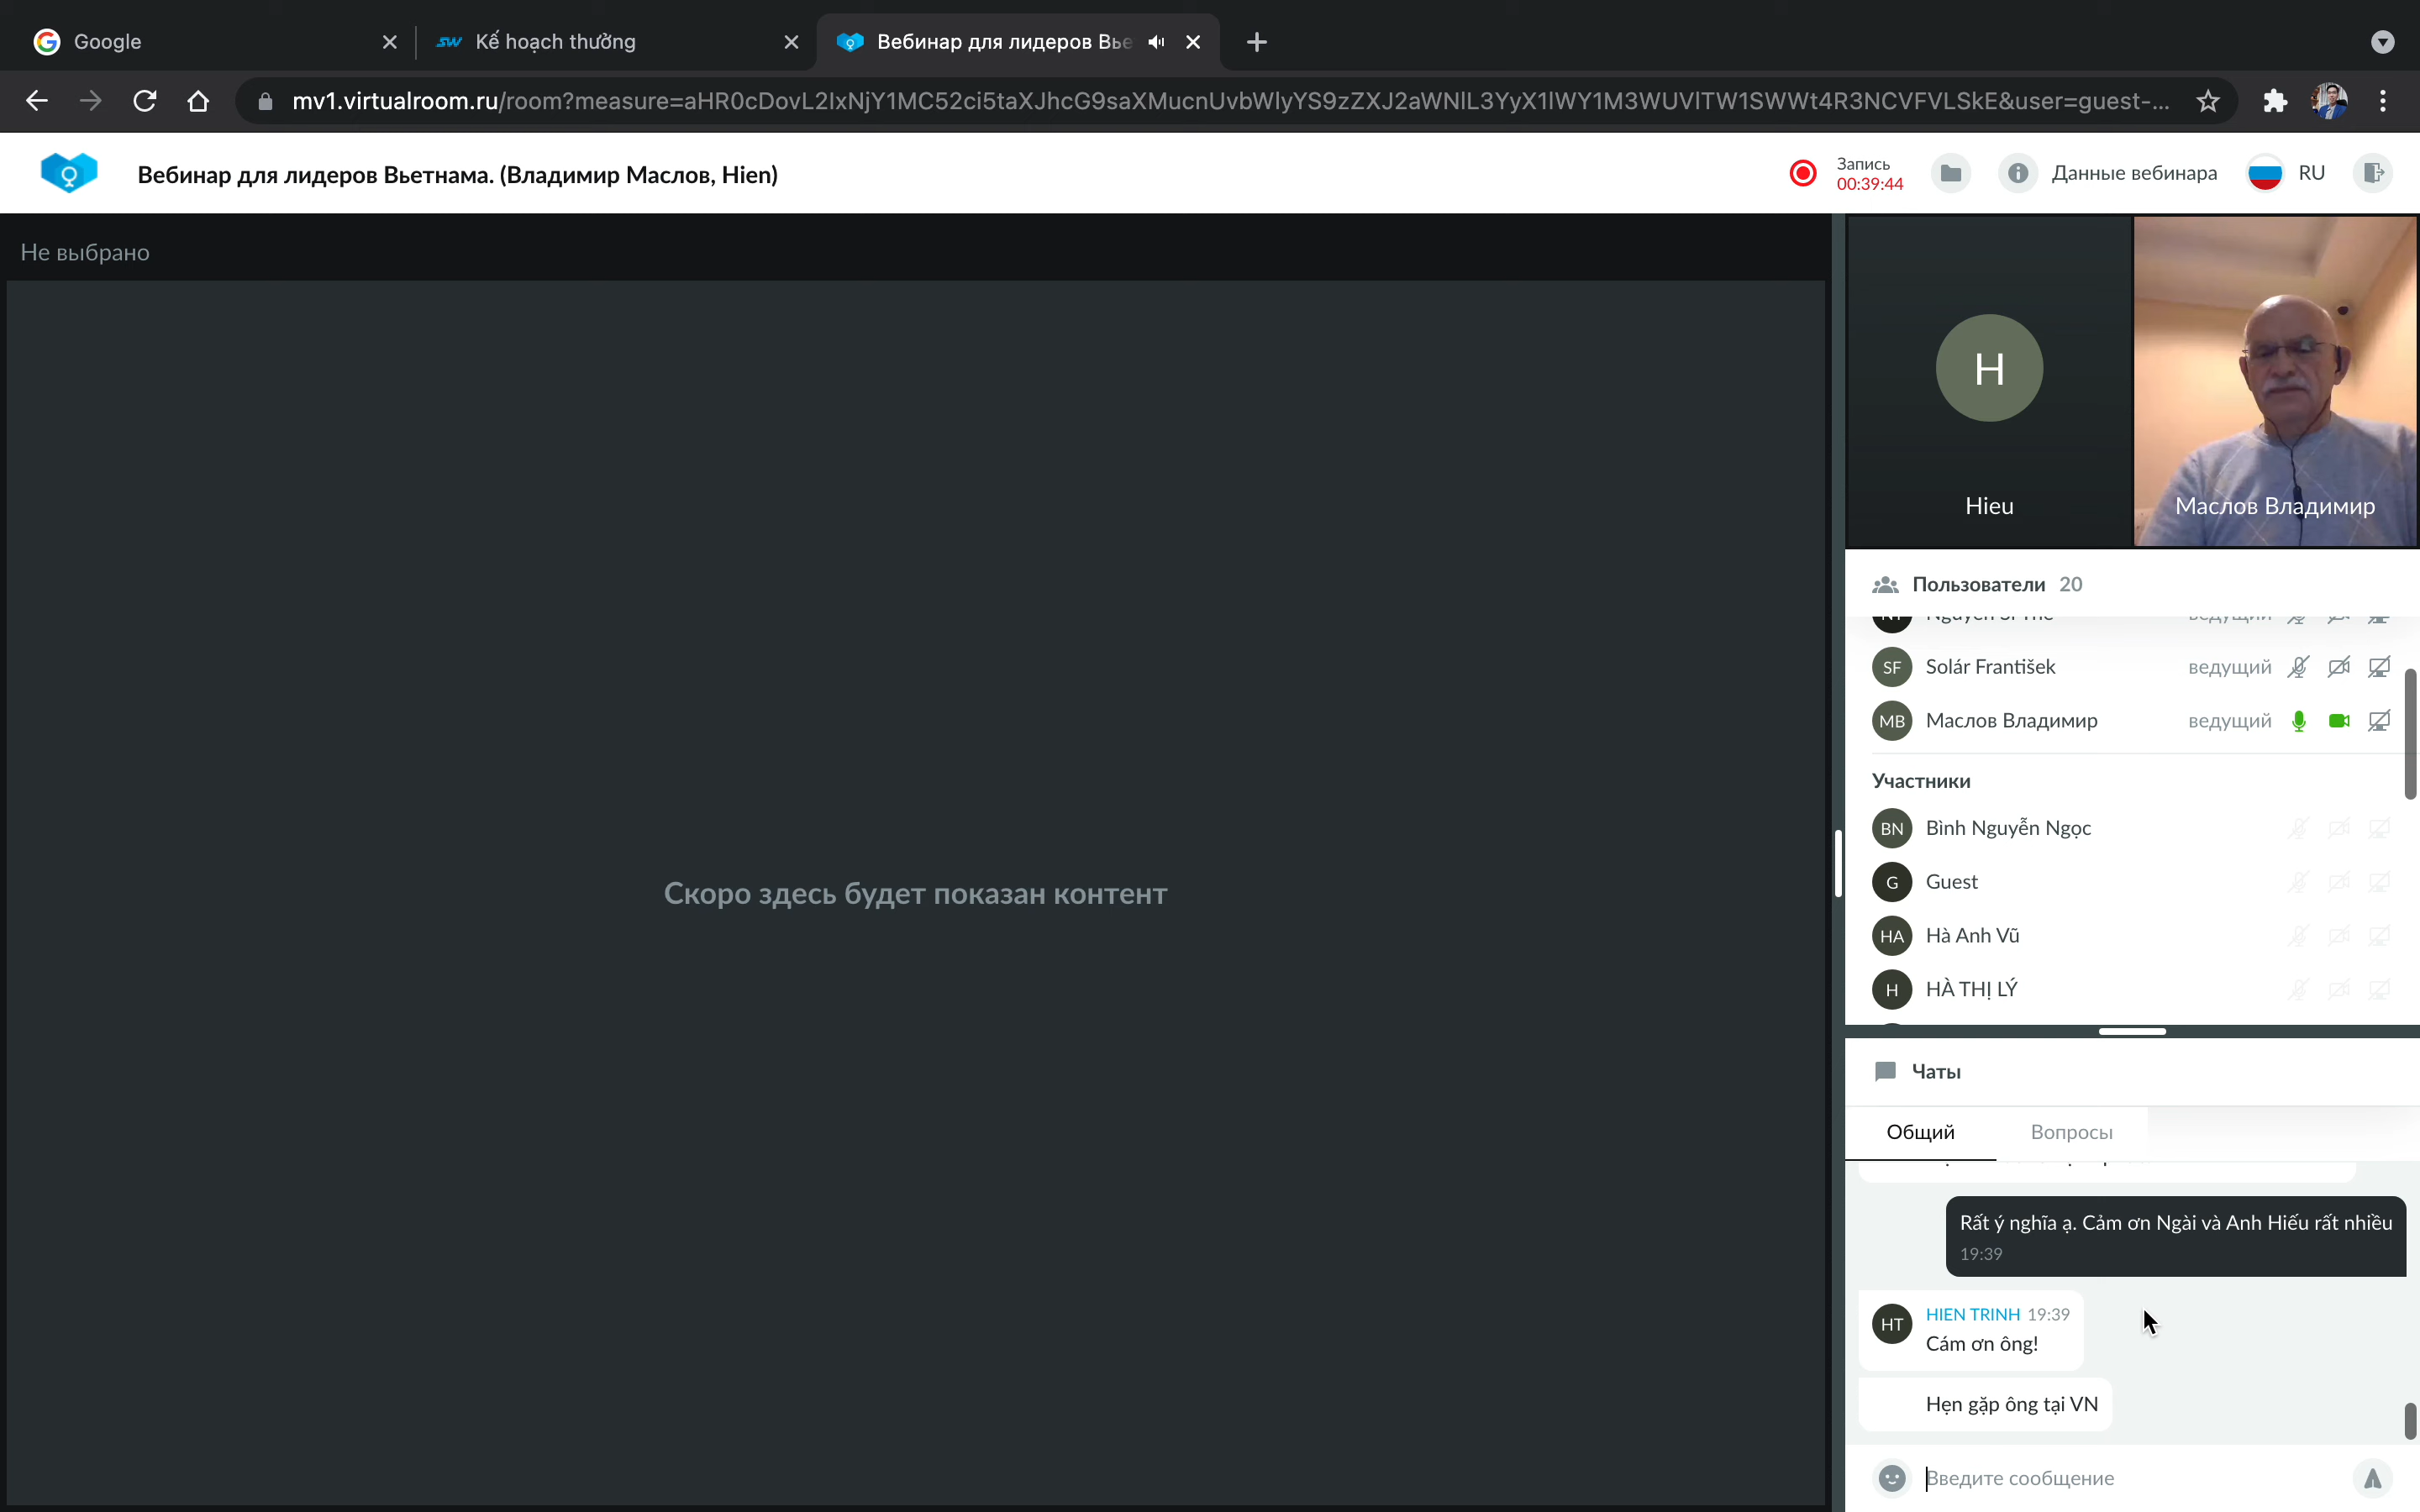 Google
SW Kế hoạch thưởng
Вебинар для лидеров Вье
mv1.virtualroom.ru/room?measure=aHR0cDovL2IxNjY1MC52ci5taXJhcG9saXMucnUvbWlyYS9zZXJ2aWNlL3YyX1lWY1M3WUVlTW1SWWt4R3NCVFVLSkE&user=guest-...
Вебинар для лидеров Вьетнама. (Владимир Маслов, Hien)
Запись
00:39:44
Данные вебинара
RU
Не выбрано
Скоро здесь будет показан контент
H
Hieu
Маслов Владимир
Пользователи 20
SF Solár František ведущий
МВ Маслов Владимир ведущий
Участники
BN Bình Nguyễn Ngọc
G Guest
HA Hà Anh Vũ
H HÀ THỊ LÝ
Чаты
Общий Вопросы
Rất ý nghĩa ạ. Cảm ơn Ngài và Anh Hiếu rất nhiều
19:39
HT HIEN TRINH 19:39
Cám ơn ông!
Hẹn gặp ông tại VN
Введите сообщение